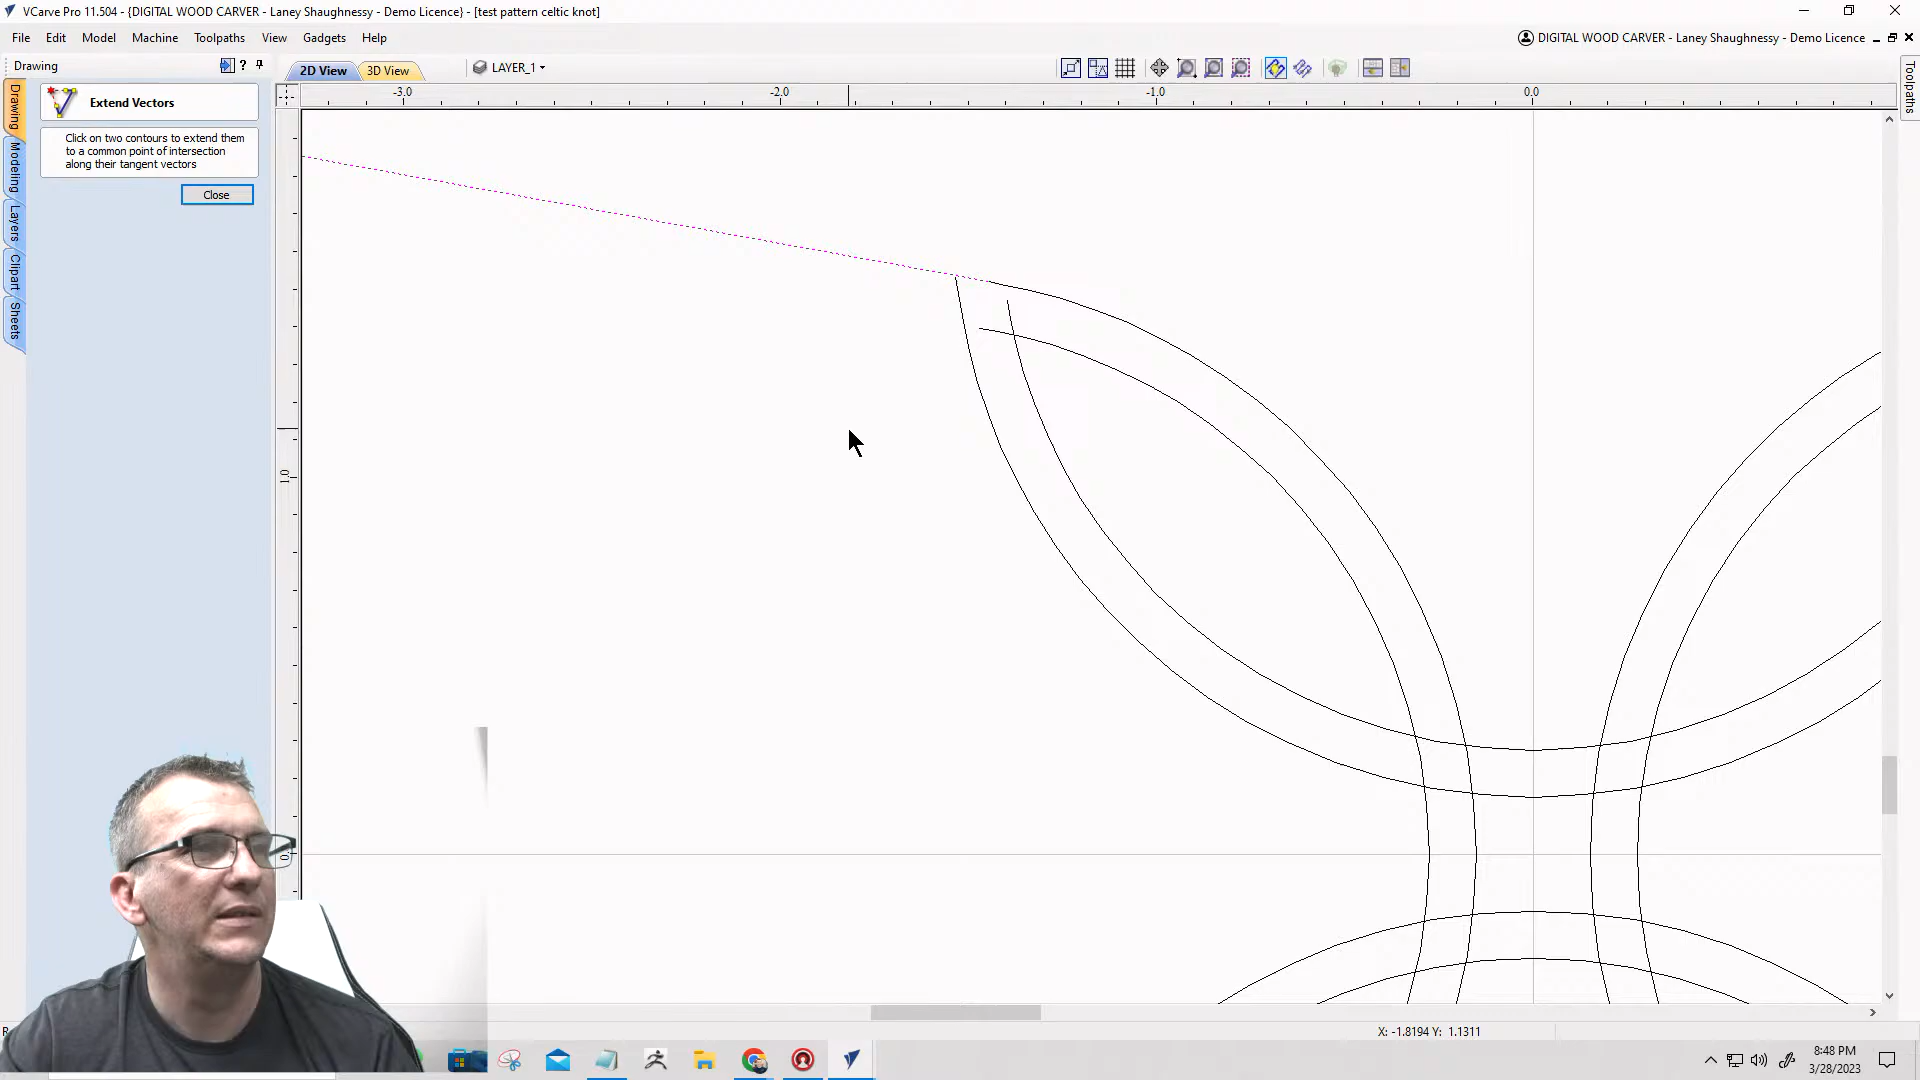 VCarve Pro 11.504 - {DIGITAL WOOD CARVER - Laney Shaughnessy - Demo Licence} - [test pattern celtic knot]
File Edit Model Machine Toolpaths View Gadgets Help
DIGITAL WOOD CARVER - Laney Shaughnessy - Demo Licence
Drawing
2D View 3D View LAYER_1
Extend Vectors
Click on two contours to extend them
to a common point of intersection
along their tangent vectors
Close
Drawing
Modeling
Layers
Clipart
Sheets
Toolpaths
-3.0 -2.0 -1.0 0.0
1.0
X: -1.8194 Y: 1.1311
8:48 PM
3/28/2023